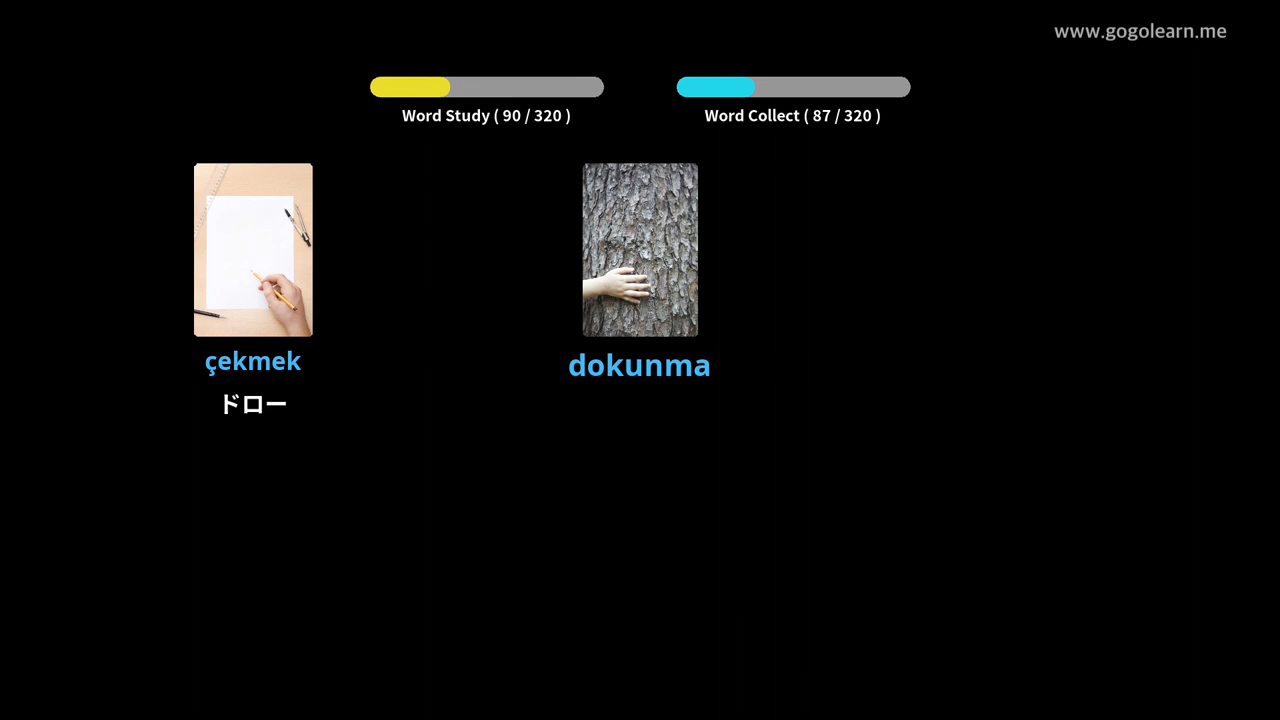 www.gogolearn.me
Word Study ( 90 / 320 )
Word Collect ( 87 / 320 )
çekmek
dokunma
ドロー